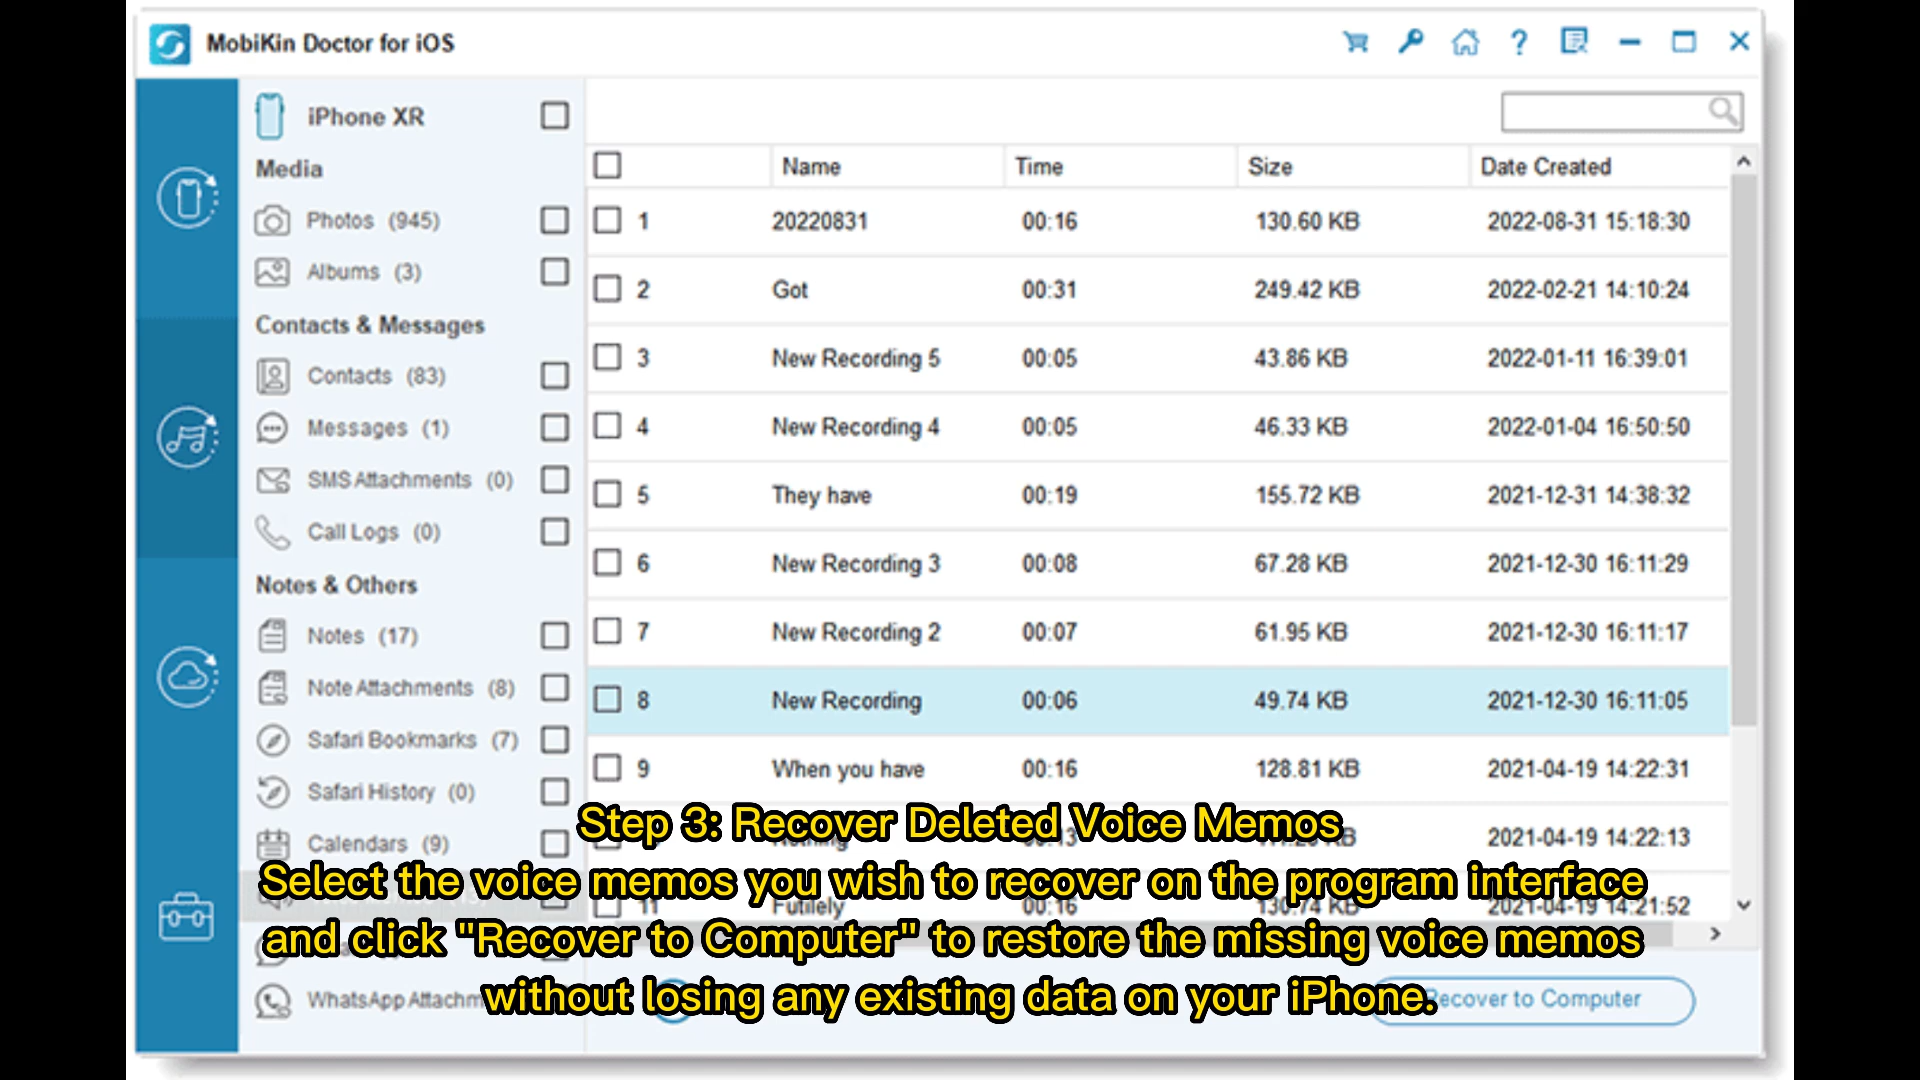 MobiKin Doctor for iOS
iPhone XR
Media
Photos (945)
Albums (3)
Contacts & Messages
Contacts (83)
Messages (1)
SMS Attachments (0)
Call Logs (0)
Notes & Others
Notes (17)
Note Attachments (8)
Safari Bookmarks (7)
Safari History (0)
Calendars (9)
WhatsApp
Name Time Size Date Created
1 20220831 00:16 130.60 KB 2022-08-31 15:18:30
2 Got 00:31 249.42 KB 2022-02-21 14:10:24
3 New Recording 5 00:05 43.86 KB 2022-01-11 16:39:01
4 New Recording 4 00:05 46.33 KB 2022-01-04 16:50:50
5 They have 00:19 155.72 KB 2021-12-31 14:38:32
6 New Recording 3 00:08 67.28 KB 2021-12-30 16:11:29
7 New Recording 2 00:07 61.95 KB 2021-12-30 16:11:17
8 New Recording 00:06 49.74 KB 2021-12-30 16:11:05
9 When you have 00:16 128.81 KB 2021-04-19 14:22:31
2021-04-19 14:22:13
11 Futilely 00:16 130.74 KB 2021-04-19 14:21:52
Recover to Computer
Step 3: Recover Deleted Voice Memos
Select the voice memos you wish to recover on the program interface
and click "Recover to Computer" to restore the missing voice memos
without losing any existing data on your iPhone.